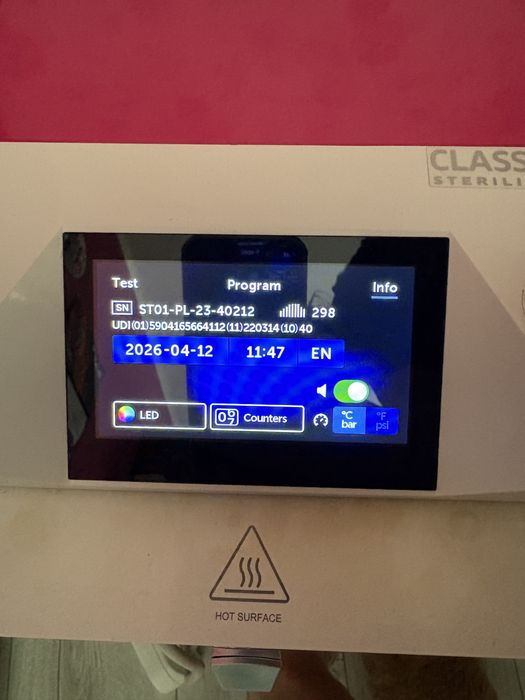 CLASS
STERILI
Test Program Info
SN ST01-PL-23-40212 298
UDI(01)5904165664112(11)220314(10)40
2026-04-12 11:47 EN
LED Counters °C bar °F psi
HOT SURFACE